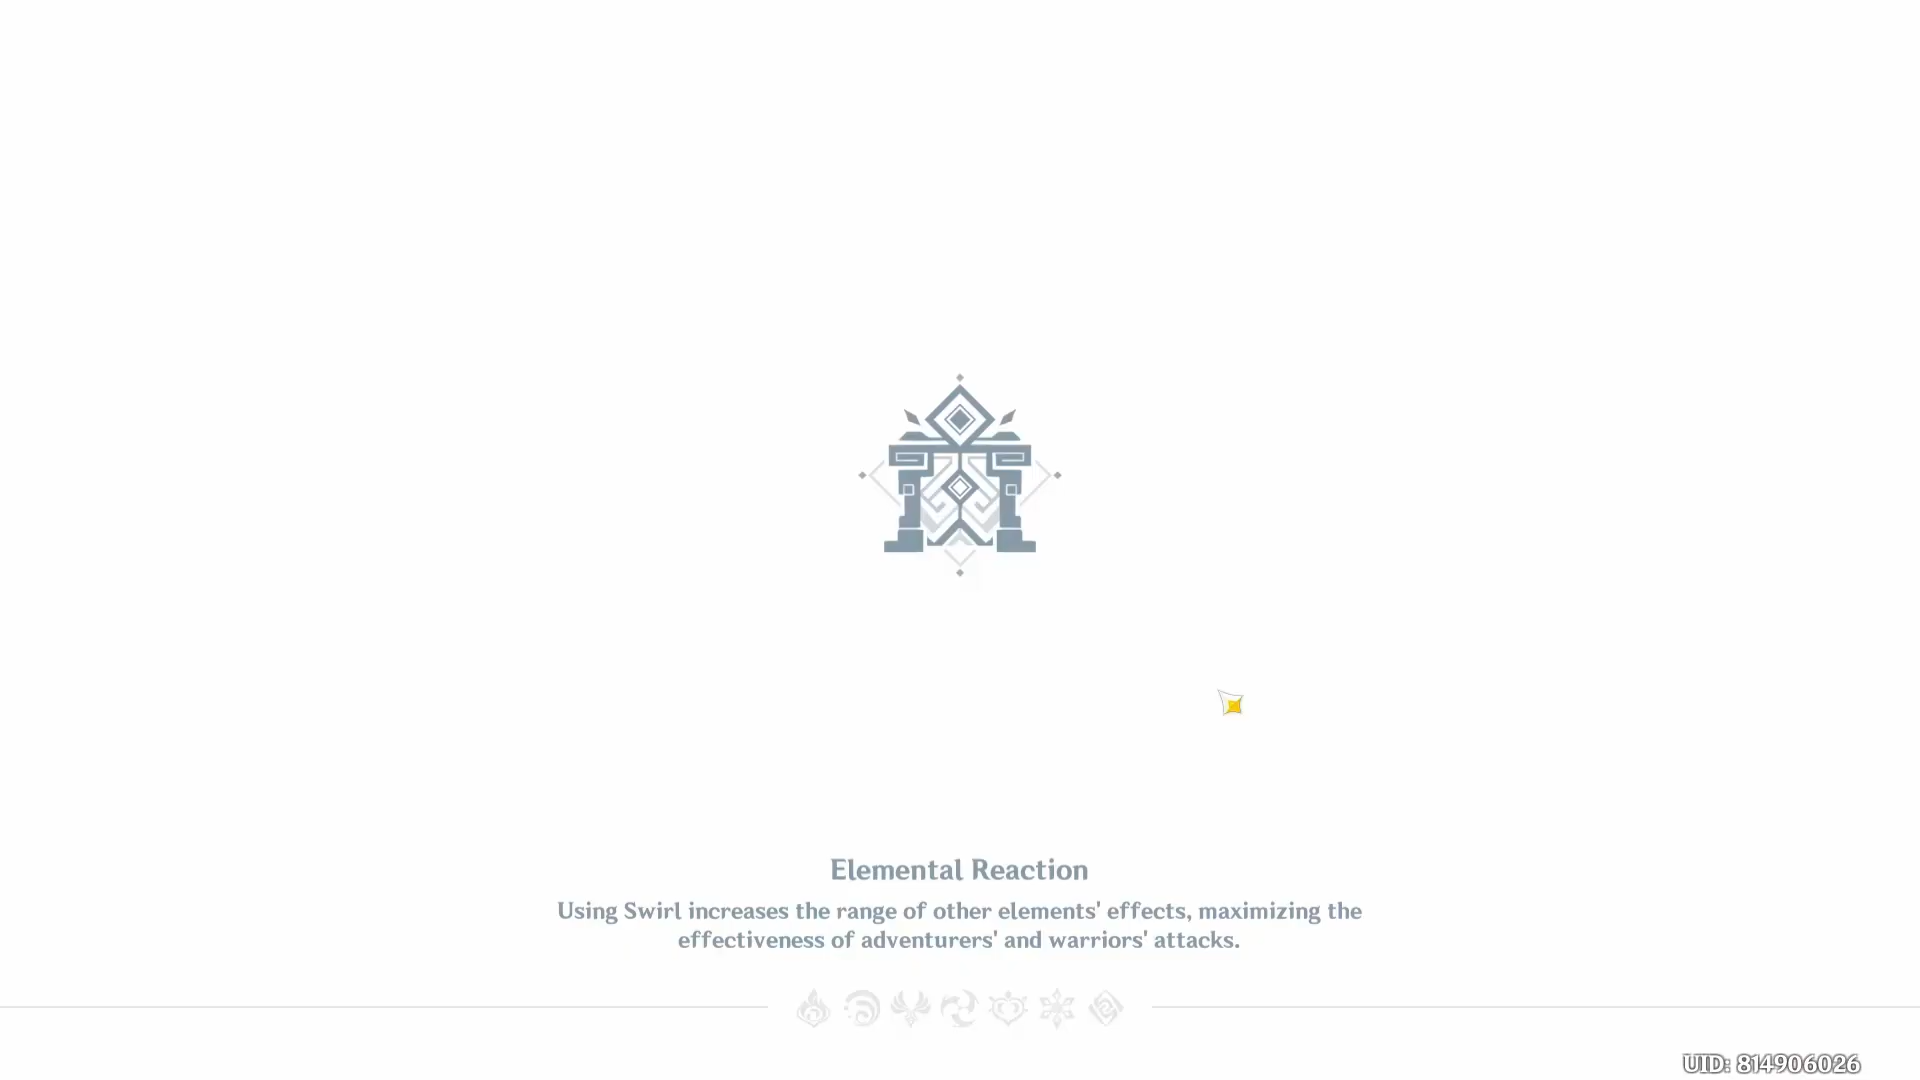 Elemental Reaction
Using Swirl increases the range of other elements' effects, maximizing the
effectiveness of adventurers' and warriors' attacks.
UID: 814906026